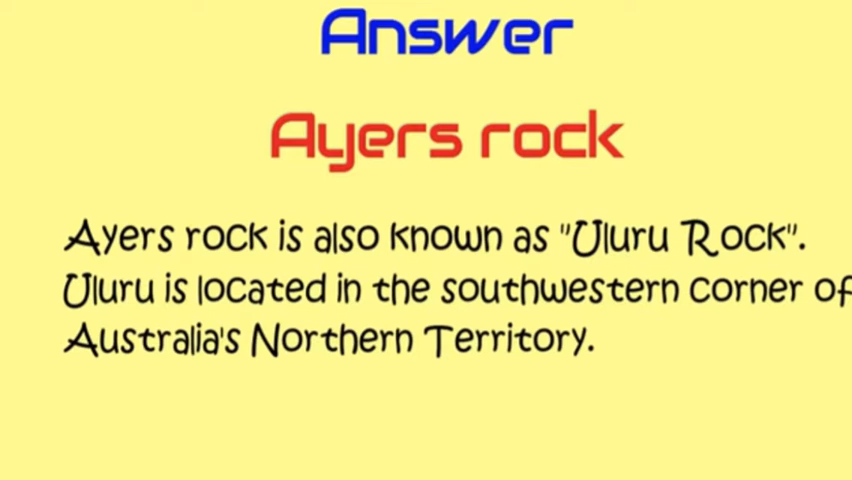 Answer
Ayers rock
Ayers rock is also known as "Uluru Rock".
Uluru is located in the southwestern corner of
Australia's Northern Territory.